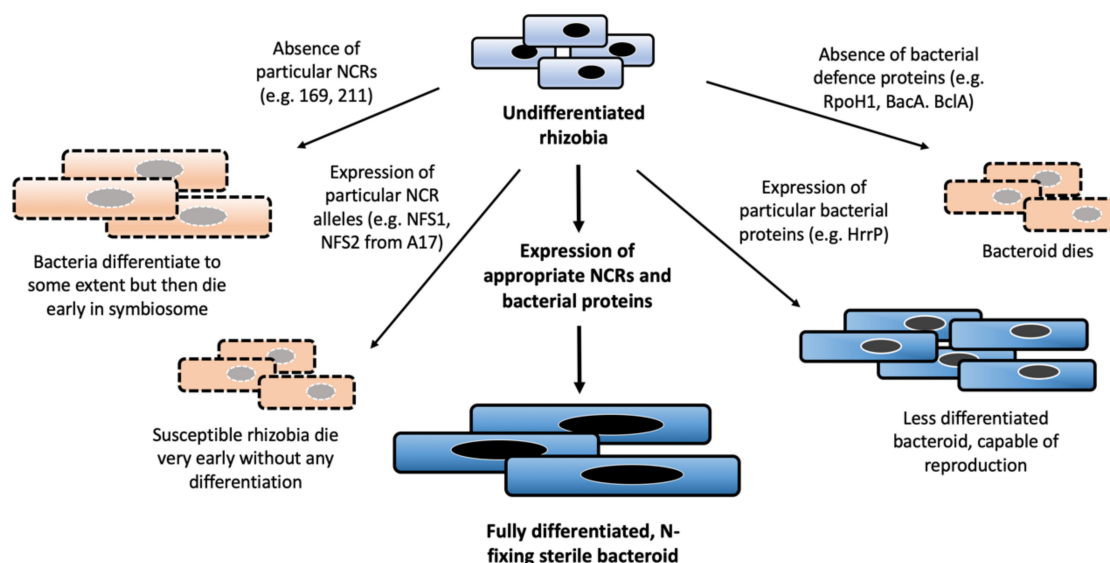 Absence of
particular NCRs
(e.g. 169, 211)
Undifferentiated
rhizobia
Absence of bacterial
defence proteins (e.g.
RpoH1, BacA. BclA)
Bacteria differentiate to
some extent but then die
early in symbiosome
Expression of
particular NCR
alleles (e.g. NFS1,
NFS2 from A17)
Expression of
appropriate NCRs and
bacterial proteins
Expression of
particular bacterial
proteins (e.g. HrrP)
Bacteroid dies
Susceptible rhizobia die
very early without any
differentiation
Less differentiated
bacteroid, capable of
reproduction
Fully differentiated, N-
fixing sterile bacteroid